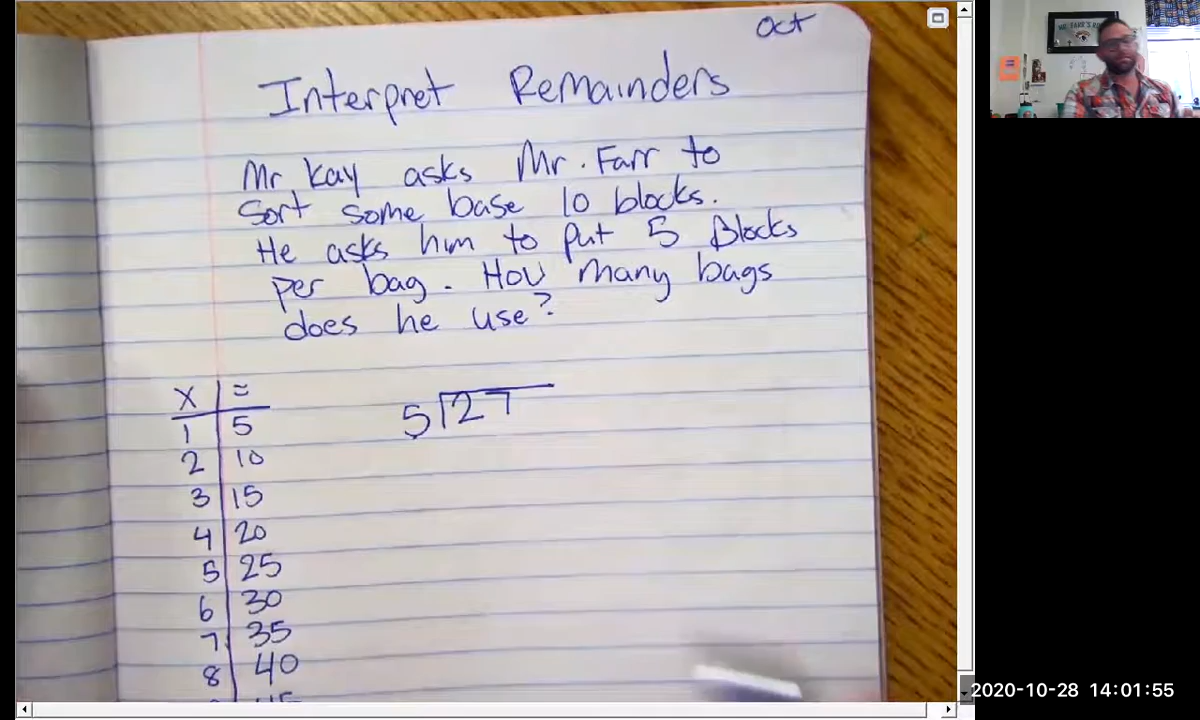 Oct
Interpret Remainders
Mr. Kay asks Mr. Farr to
Sort some base 10 blocks.
He asks him to put 5 Blocks
per bag. How many bags
does he use?
X =
1 5
2 10
3 15
4 20
5 25
6 30
7 35
8 40
5 27
2020-10-28 14:01:55